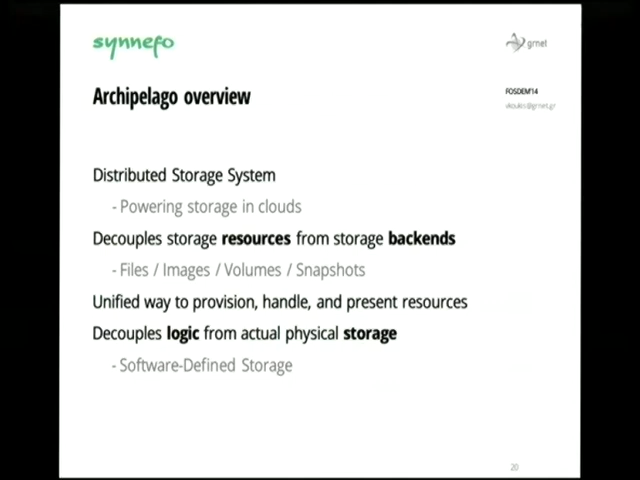 synnefo
grnet
Archipelago overview
FOSDEM'14
vkoukis@grnet.gr
Distributed Storage System
- Powering storage in clouds
Decouples storage resources from storage backends
- Files / Images / Volumes / Snapshots
Unified way to provision, handle, and present resources
Decouples logic from actual physical storage
- Software-Defined Storage
20